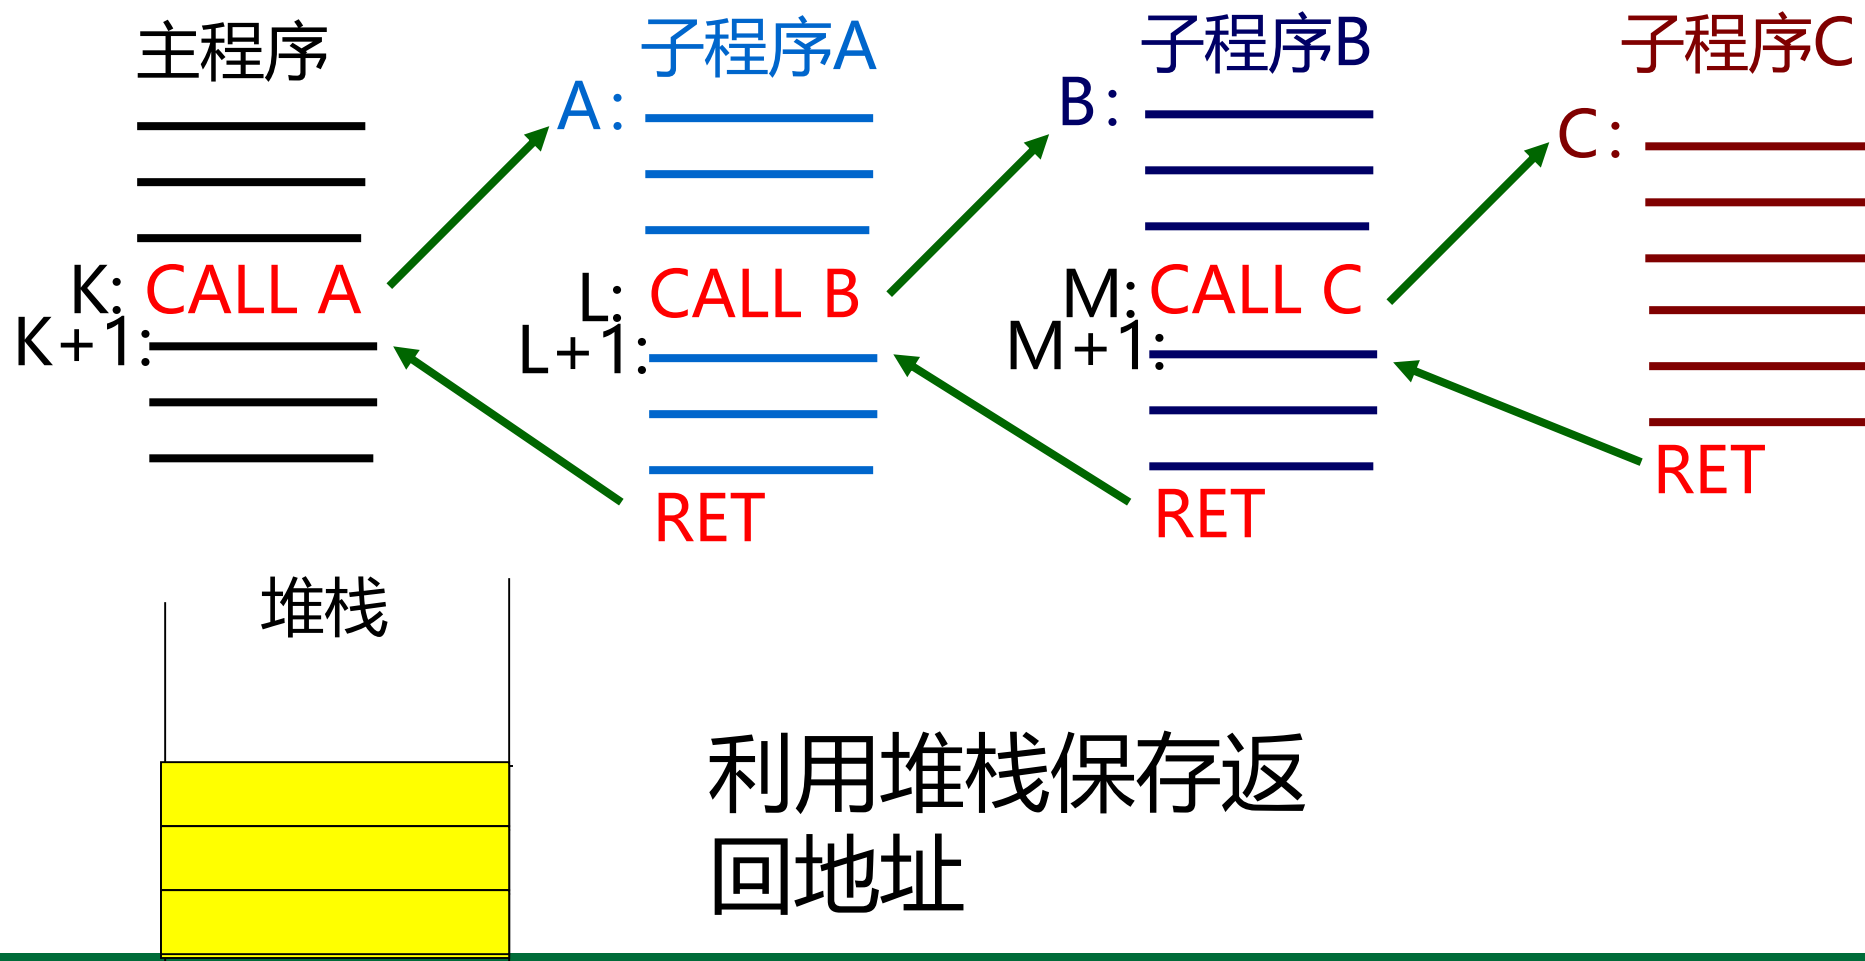 主程序
子程序A
子程序B
子程序C
A:
B:
C:
K: CALL A
L: CALL B
M: CALL C
K+1:
L+1:
M+1:
RET
RET
RET
堆栈
利用堆栈保存返
回地址